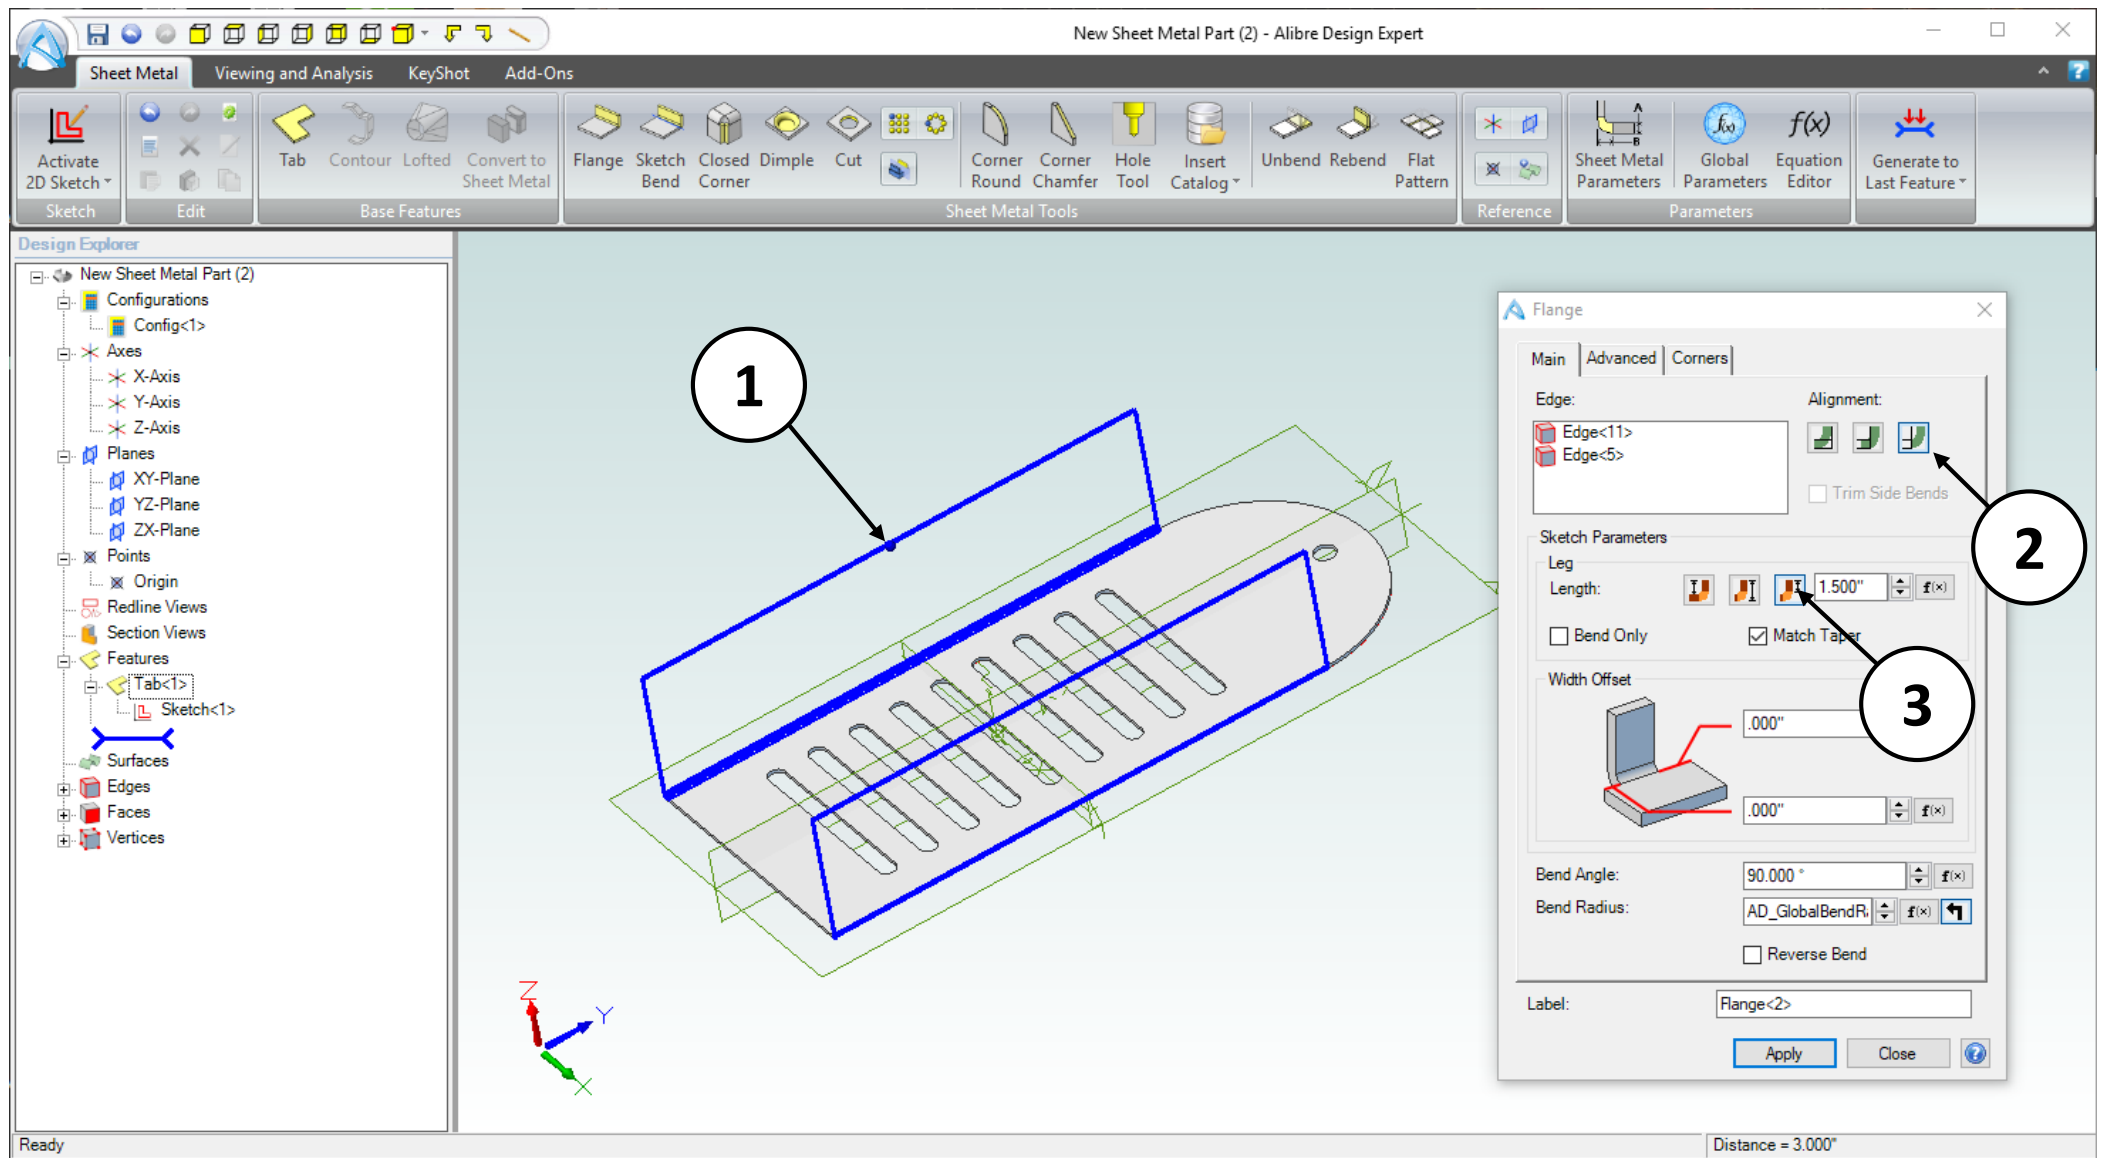 New Sheet Metal Part (2) - Alibre Design Expert
Sheet Metal Viewing and Analysis KeyShot Add-Ons
Activate 2D Sketch
Tab Contour Lofted Convert to Sheet Metal
Flange Sketch Bend Closed Corner Dimple Cut
Corner Round Corner Chamfer Hole Tool Insert Catalog Unbend Rebend Flat Pattern
Sheet Metal Parameters Global Parameters Equation Editor Generate to Last Feature
A
B
f(x)
f(x)
Sketch Edit Base Features Sheet Metal Tools Reference Parameters
Design Explorer
New Sheet Metal Part (2)
Configurations
Config<1>
Axes
X-Axis
Y-Axis
Z-Axis
Planes
XY-Plane
YZ-Plane
ZX-Plane
Points
Origin
Redline Views
Section Views
Features
Tab<1>
Sketch<1>
Surfaces
Edges
Faces
Vertices
1
Z
Y
X
Flange
Main Advanced Corners
Edge: Alignment:
Edge<11>
Edge<5>
Trim Side Bends
2
Sketch Parameters
Leg
Length: 1.500" f(x)
Bend Only Match Taper
3
Width Offset
.000"
.000" f(x)
Bend Angle: 90.000 ° f(x)
Bend Radius: AD_GlobalBendR f(x)
Reverse Bend
Label: Flange<2>
Apply Close ?
Ready Distance = 3.000"